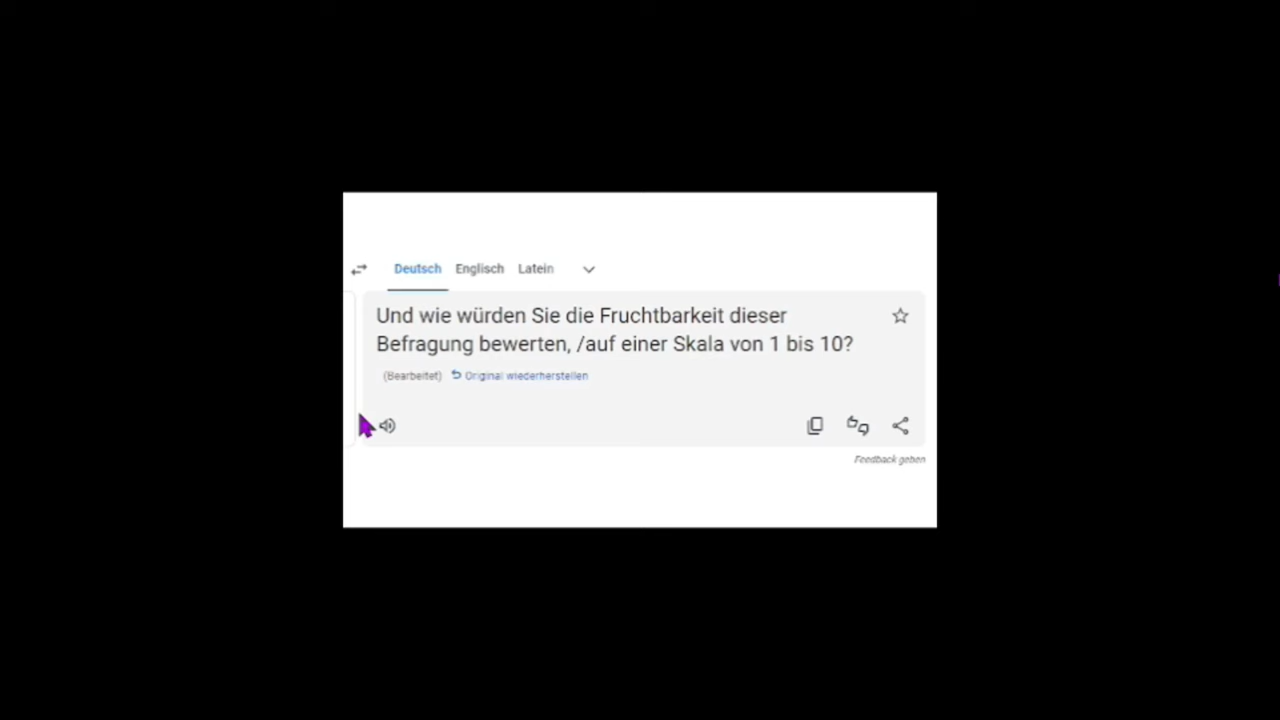 Deutsch Englisch Latein
Und wie würden Sie die Fruchtbarkeit dieser
Befragung bewerten, /auf einer Skala von 1 bis 10?
(Bearbeitet) Original wiederherstellen
Feedback geben